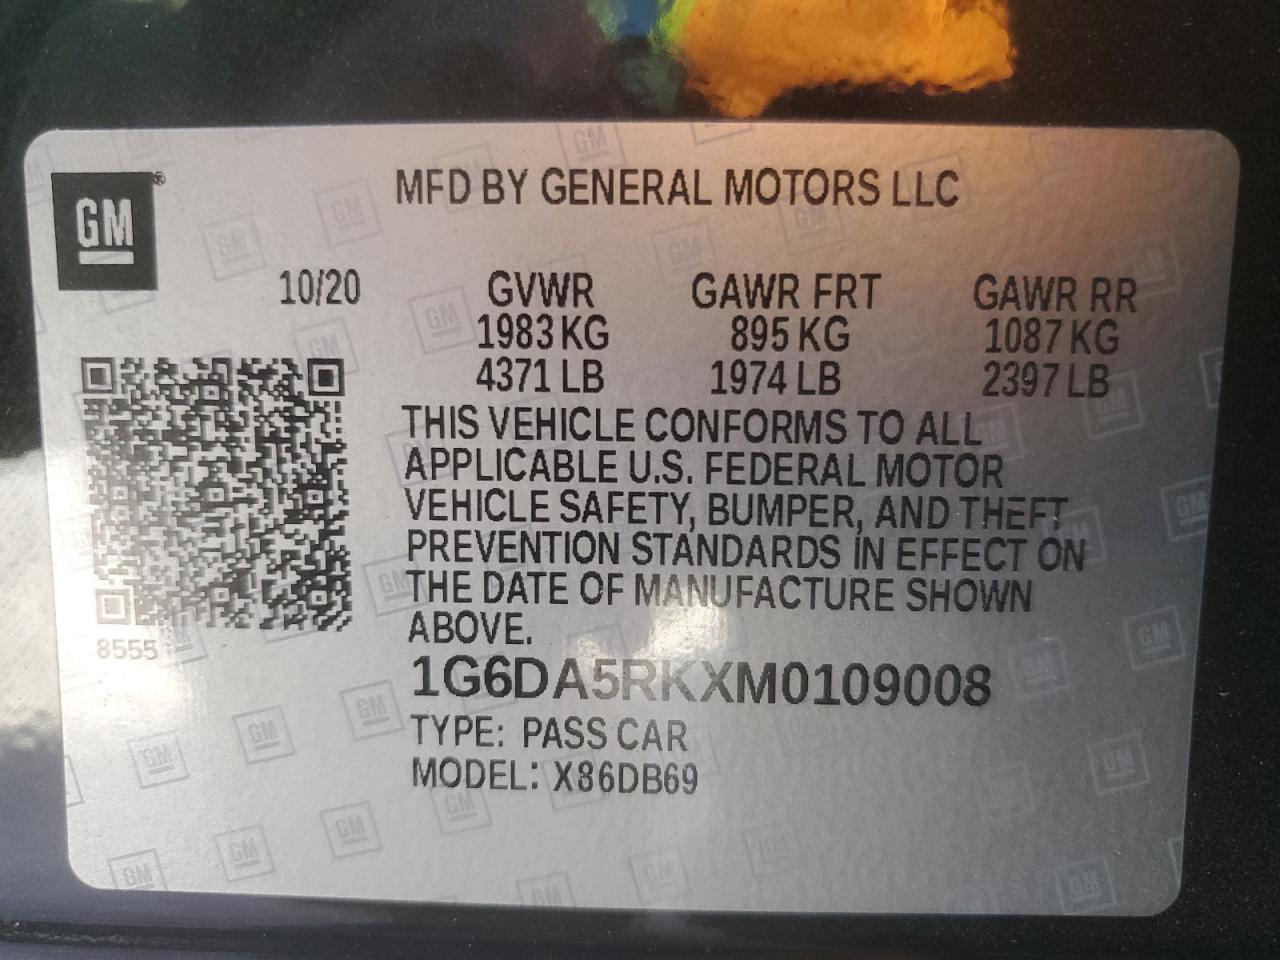 MFD BY GENERAL MOTORS LLC
GM
®
10/20
GVWR GAWR FRT GAWR RR
1983 KG 895 KG 1087 KG
4371 LB 1974 LB 2397 LB
THIS VEHICLE CONFORMS TO ALL
APPLICABLE U.S. FEDERAL MOTOR
VEHICLE SAFETY, BUMPER, AND THEFT
PREVENTION STANDARDS IN EFFECT ON
THE DATE OF MANUFACTURE SHOWN
ABOVE.
8555
1G6DA5RKXM0109008
TYPE: PASS CAR
MODEL: X86DB69